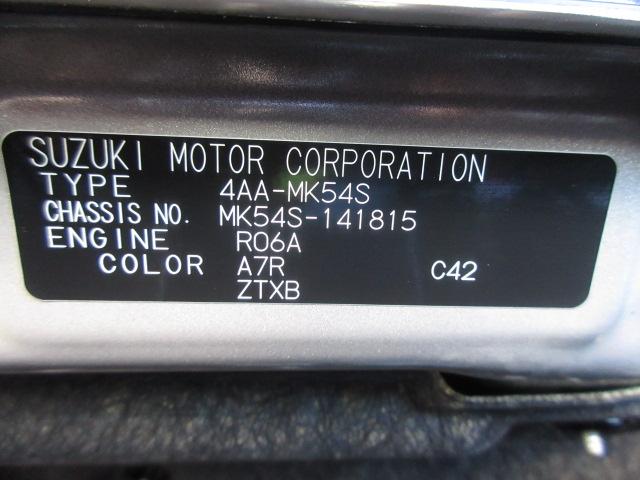 SUZUKI MOTOR CORPORATION
TYPE 4AA-MK54S
CHASSIS NO. MK54S-141815
ENGINE R06A
COLOR A7R C42
ZTXB